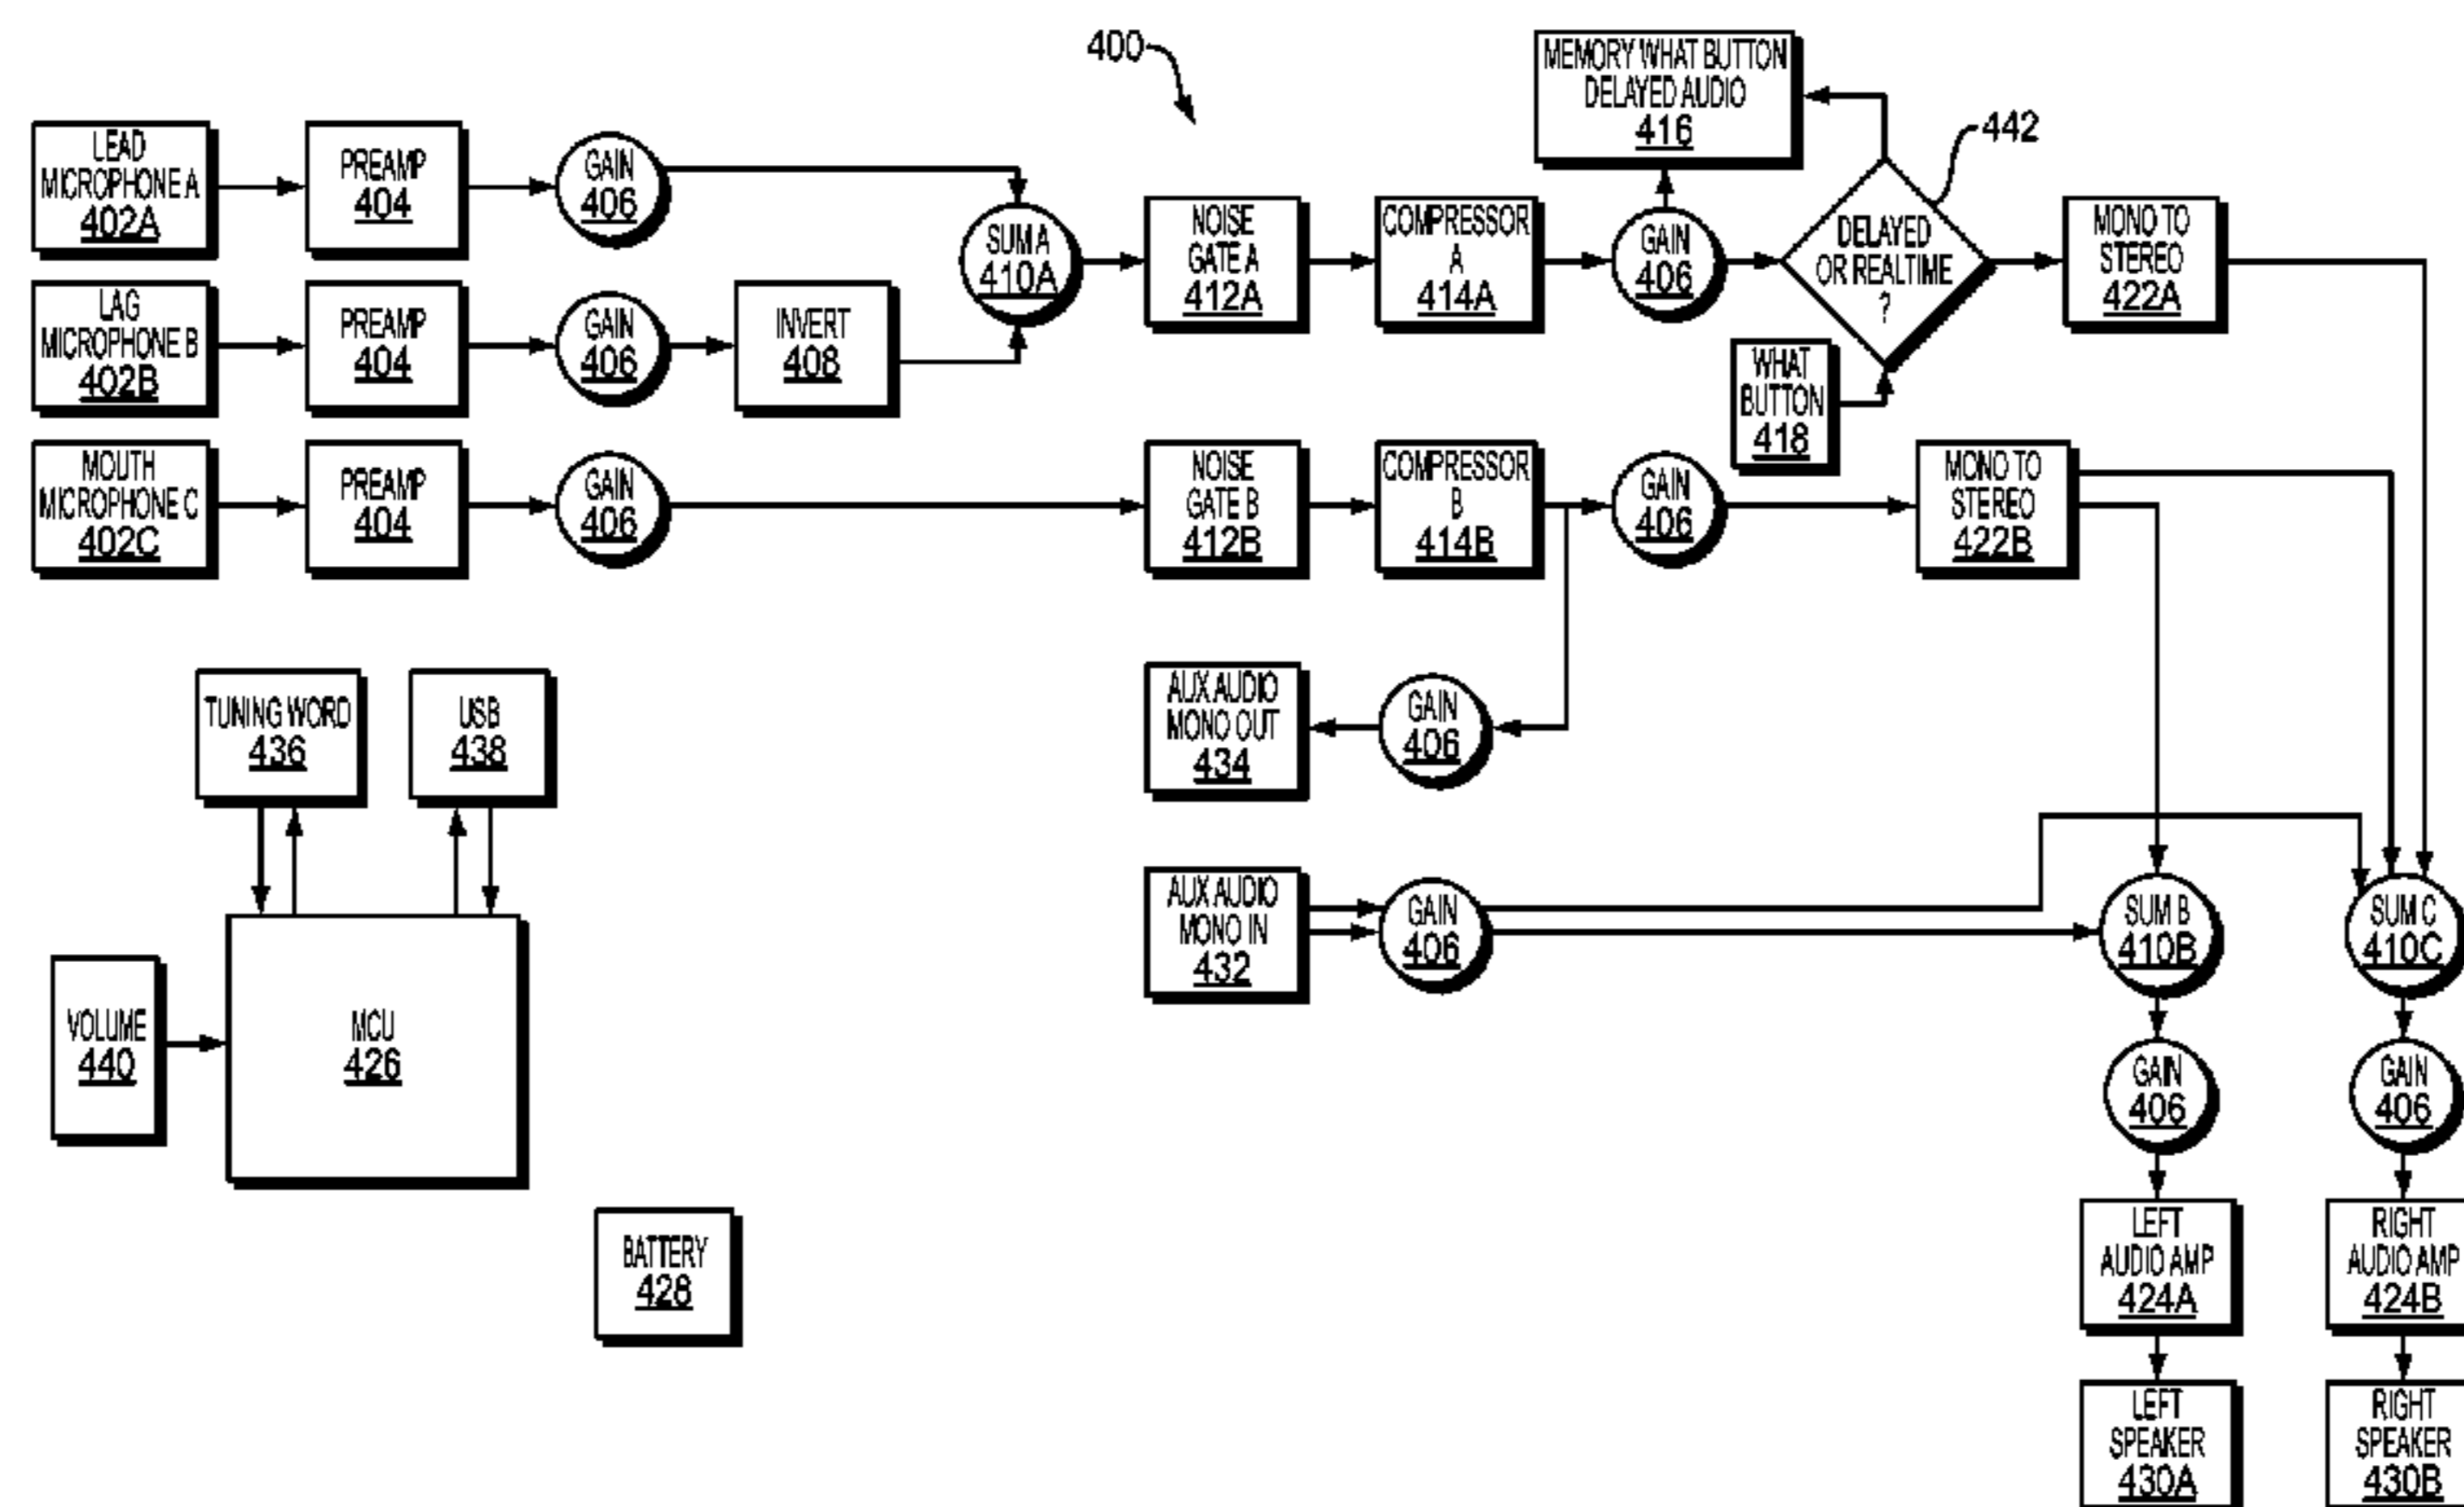 400
LEAD
MICROPHONE A
402A
PREAMP
404
GAIN
406
SUM A
410A
NOISE
GATE A
412A
COMPRESSOR
A
414A
GAIN
406
MEMORY WHAT BUTTON
DELAYED AUDIO
416
442
DELAYED
OR REALTIME
?
MONO TO
STEREO
422A
LAG
MICROPHONE B
402B
PREAMP
404
GAIN
406
INVERT
408
WHAT
BUTTON
418
MOUTH
MICROPHONE C
402C
PREAMP
404
GAIN
406
NOISE
GATE B
412B
COMPRESSOR
B
414B
GAIN
406
MONO TO
STEREO
422B
TUNING WORD
436
USB
438
AUX AUDIO
MONO OUT
434
GAIN
406
VOLUME
440
MCU
426
AUX AUDIO
MONO IN
432
GAIN
406
SUM B
410B
SUM C
410C
GAIN
406
GAIN
406
BATTERY
428
LEFT
AUDIO AMP
424A
RIGHT
AUDIO AMP
424B
LEFT
SPEAKER
430A
RIGHT
SPEAKER
430B